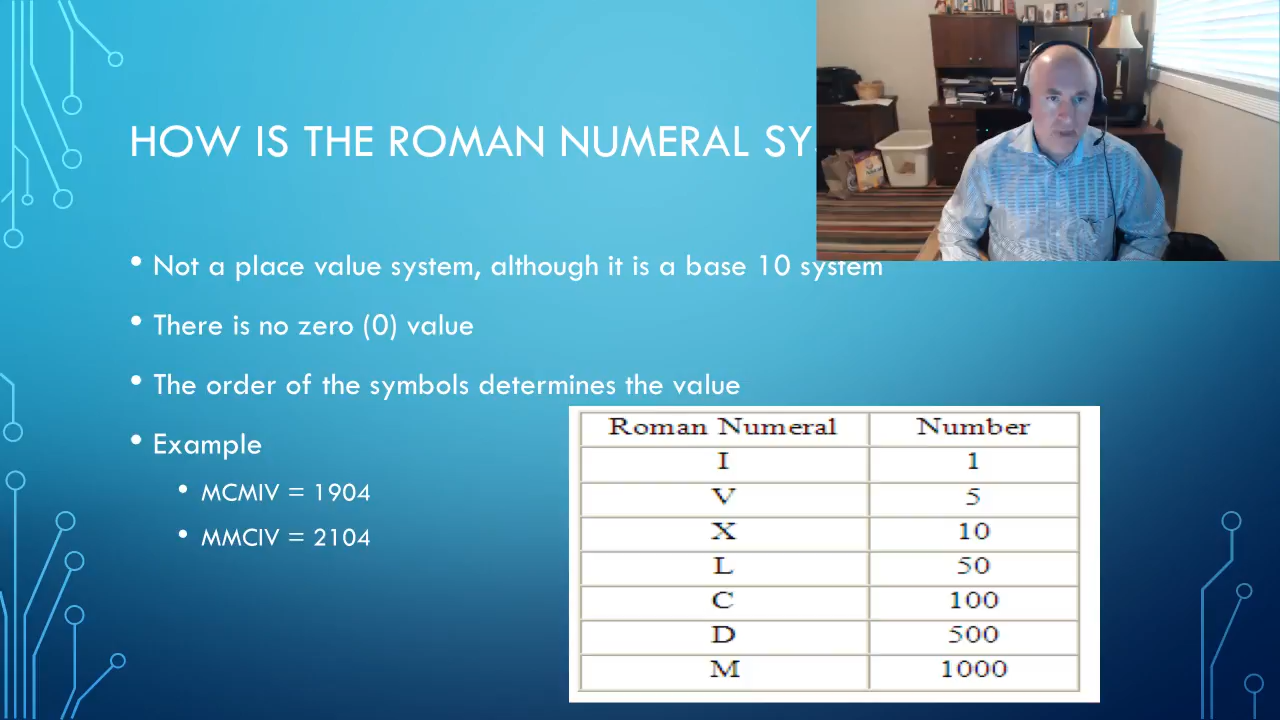 HOW IS THE ROMAN NUMERAL
• Not a place value system, although it is a base 10 system
• There is no zero (0) value
• The order of the symbols determines the value
• Example
• MCMIV = 1904
• MMCIV = 2104
Roman Numeral Number
I 1
V 5
X 10
L 50
C 100
D 500
M 1000